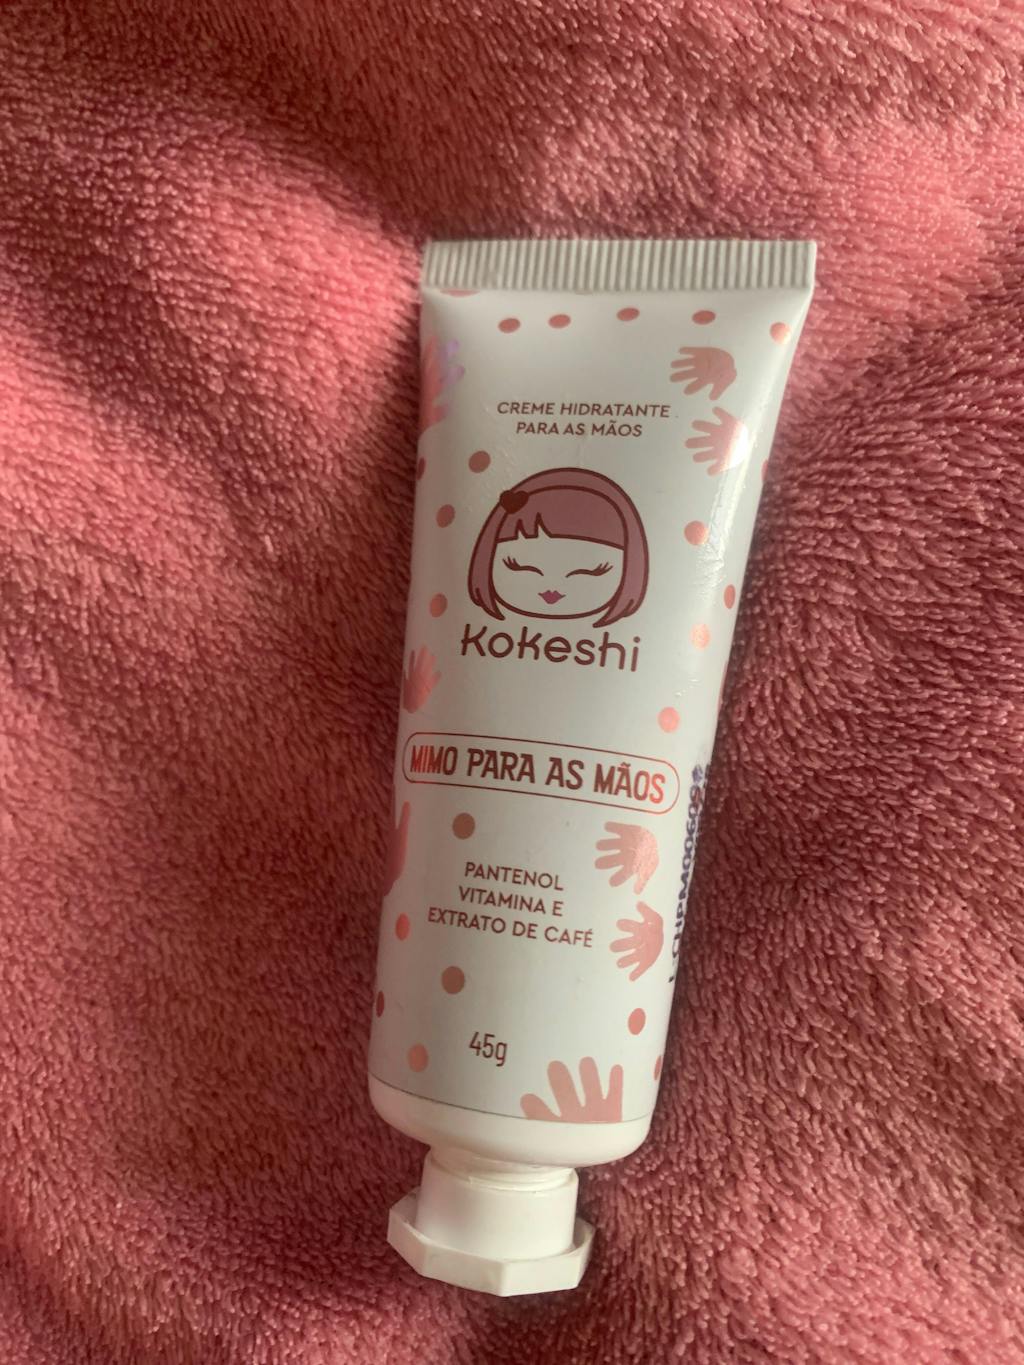 CREME HIDRATANTE
PARA AS MÃOS
Kokeshi
MIMO PARA AS MÃOS
PANTENOL
VITAMINA E
EXTRATO DE CAFÉ
45g